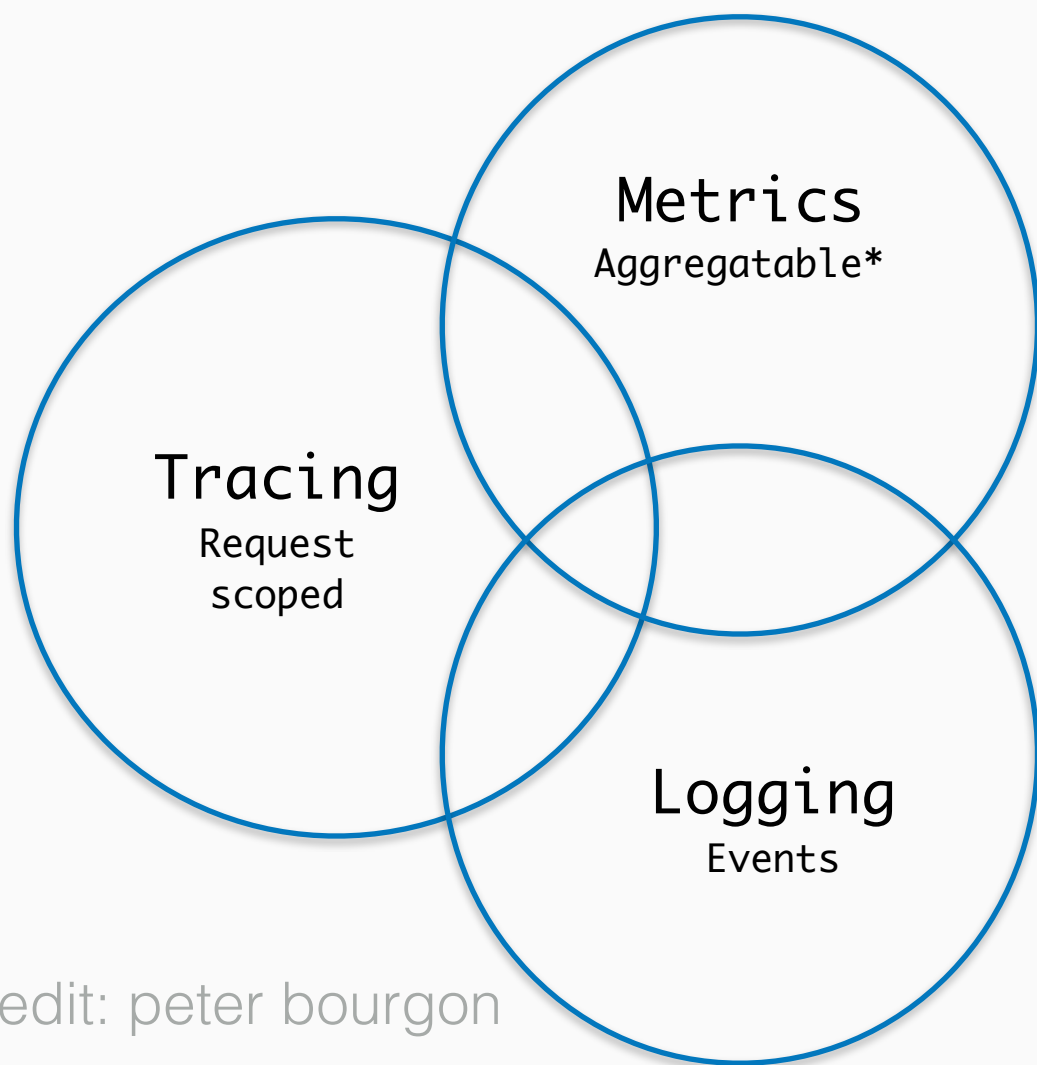 Metrics
Aggregatable*
Tracing
Request
scoped
Logging
Events
edit: peter bourgon